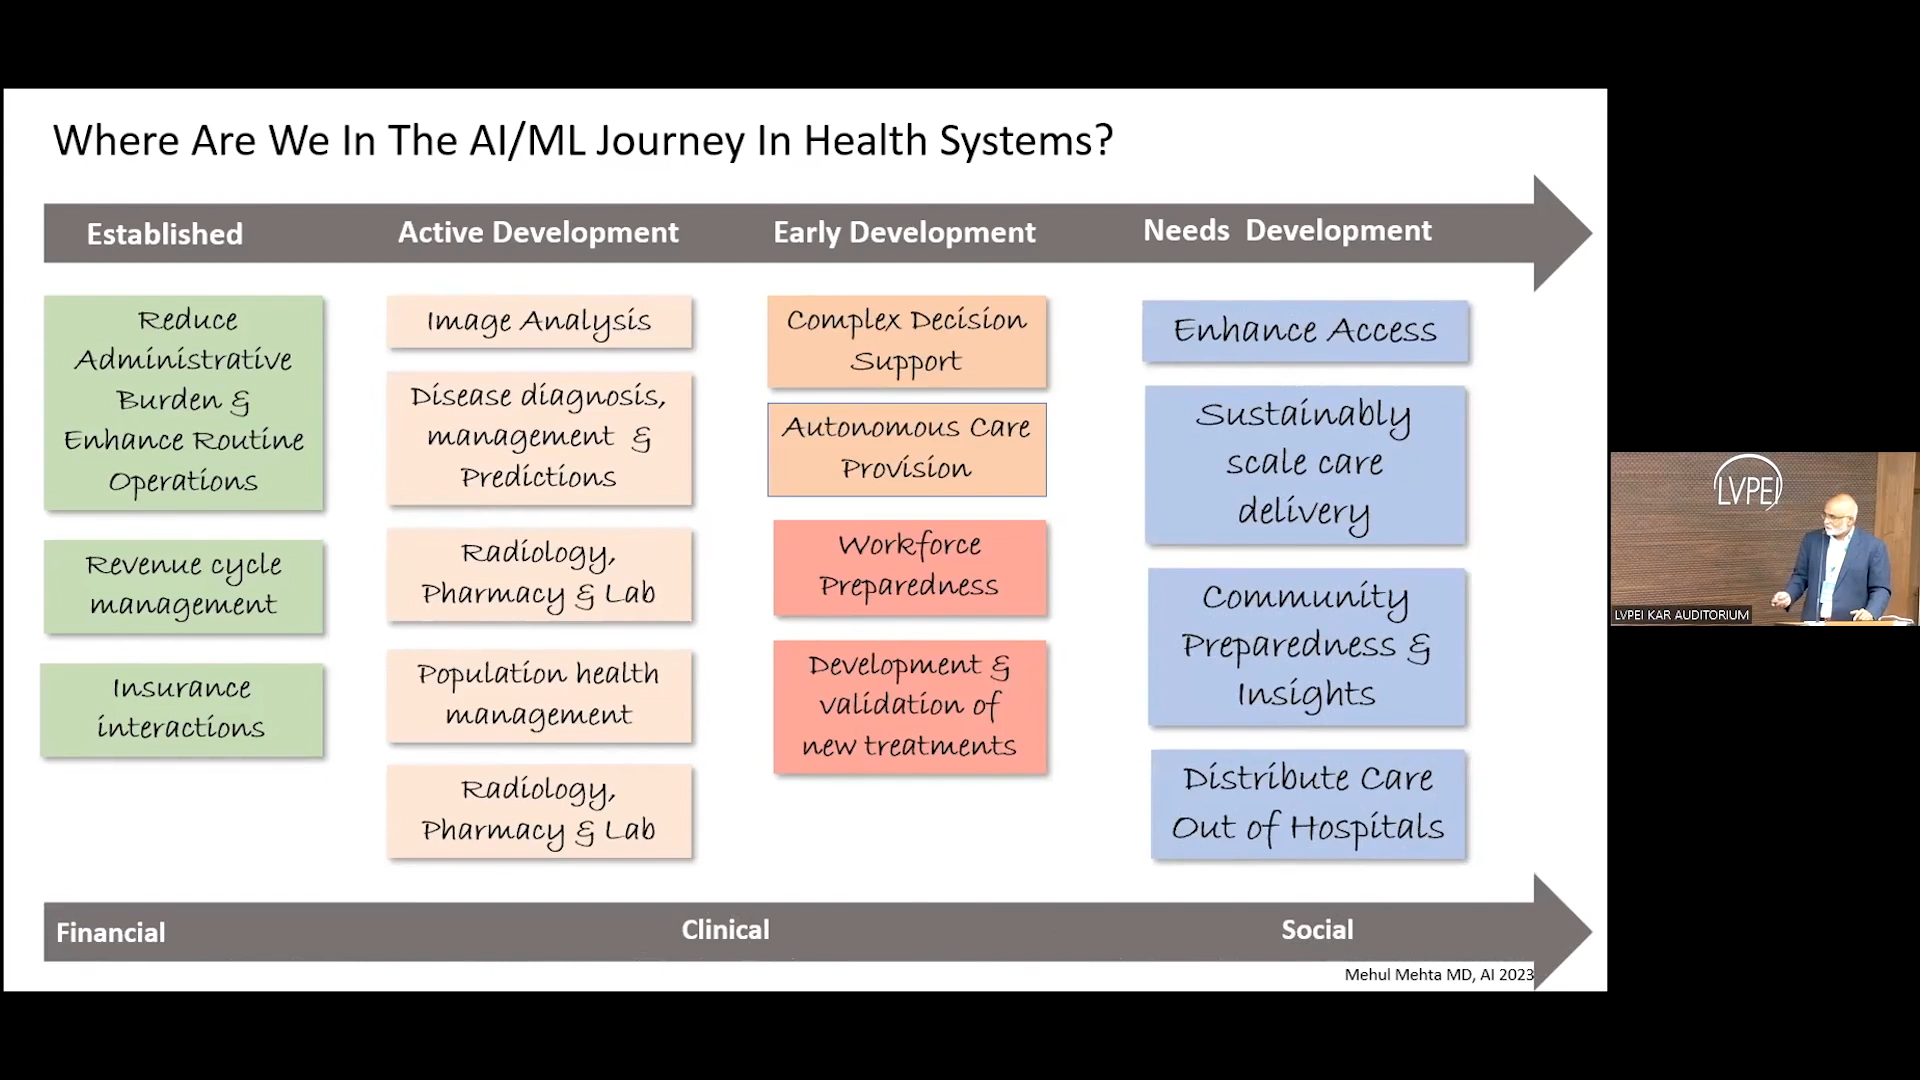 Where Are We In The AI/ML Journey In Health Systems?
Established
Active Development
Early Development
Needs Development
Reduce
Administrative
Burden &
Enhance Routine
Operations
Revenue cycle
management
Insurance
interactions
Image Analysis
Disease diagnosis,
management &
Predictions
Radiology,
Pharmacy & Lab
Population health
management
Radiology,
Pharmacy & Lab
Complex Decision
Support
Autonomous Care
Provision
Workforce
Preparedness
Development &
validation of
new treatments
Enhance Access
Sustainably
scale care
delivery
Community
Preparedness &
Insights
Distribute Care
Out of Hospitals
Financial
Clinical
Social
Mehul Mehta MD, AI 2023
LVPEI
LVPEI KAR AUDITORIUM